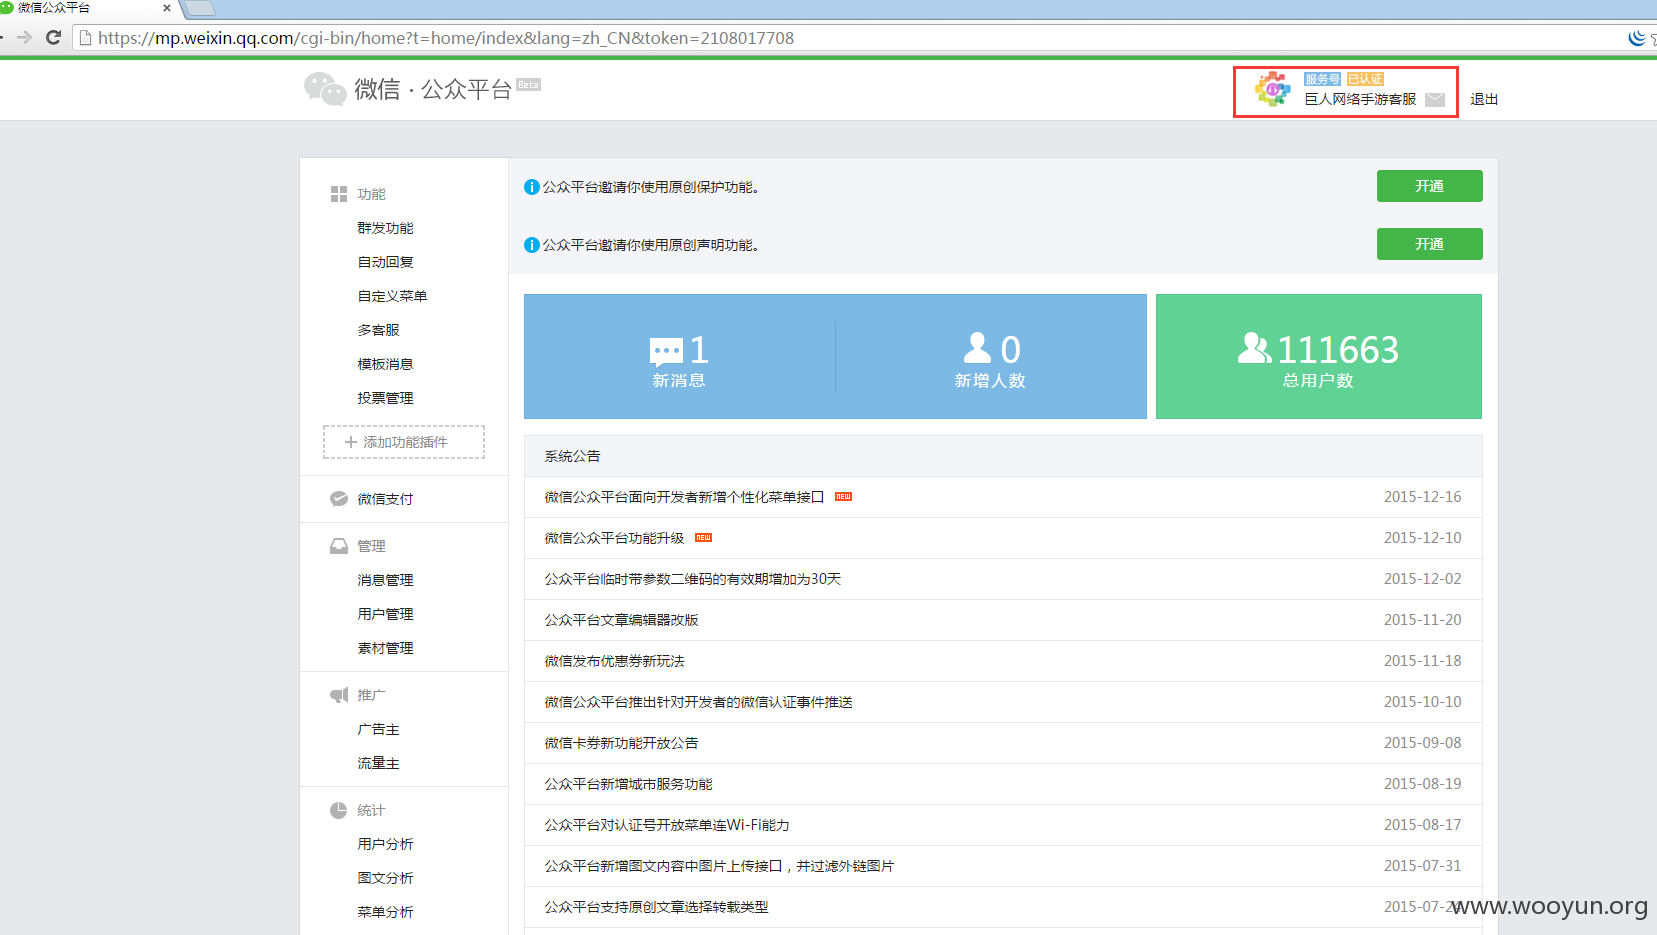 微信公众平台
https://mp.weixin.qq.com/cgi-bin/home?t=home/index&lang=zh_CN&token=2108017708
微信·公众平台 Beta
服务号 已认证
巨人网络手游客服
退出
功能
群发功能
自动回复
自定义菜单
多客服
模板消息
投票管理
添加功能插件
微信支付
管理
消息管理
用户管理
素材管理
推广
广告主
流量主
统计
用户分析
图文分析
菜单分析
公众平台邀请你使用原创保护功能。
开通
公众平台邀请你使用原创声明功能。
开通
1
新消息
0
新增人数
111663
总用户数
系统公告
微信公众平台面向开发者新增个性化菜单接口 NEW 2015-12-16
微信公众平台功能升级 NEW 2015-12-10
公众平台临时带参数二维码的有效期增加为30天 2015-12-02
公众平台文章编辑器改版 2015-11-20
微信发布优惠券新玩法 2015-11-18
微信公众平台推出针对开发者的微信认证事件推送 2015-10-10
微信卡券新功能开放公告 2015-09-08
公众平台新增城市服务功能 2015-08-19
公众平台对认证号开放菜单连Wi-Fi能力 2015-08-17
公众平台新增图文内容中图片上传接口，并过滤外链图片 2015-07-31
公众平台支持原创文章选择转载类型
www.wooyun.org